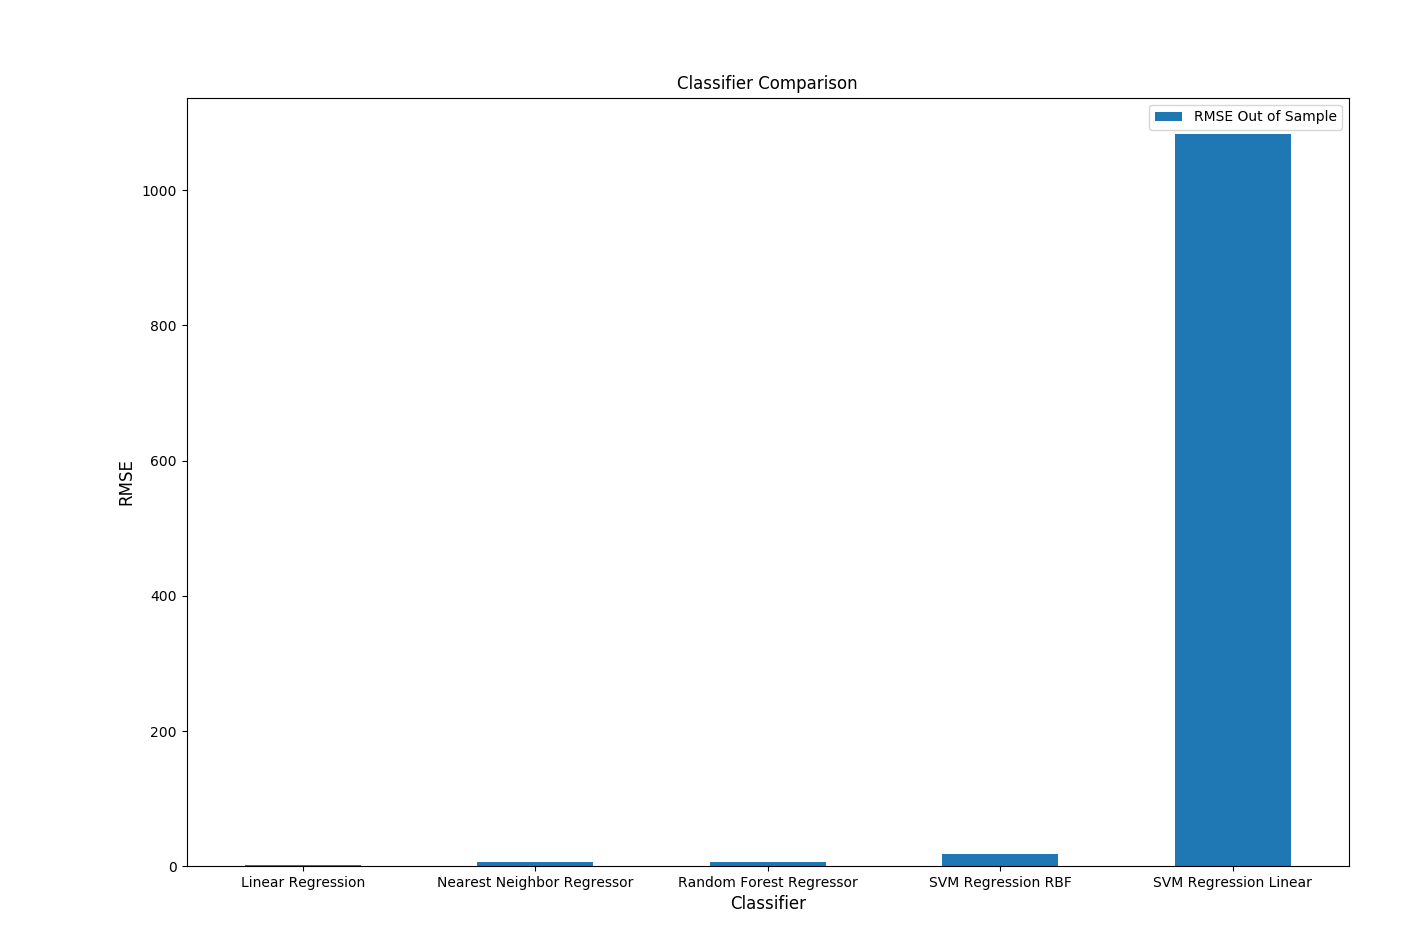 Classifier Comparison
RMSE Out of Sample
1000
800
600
400
200
0
RMSE
Linear Regression
Nearest Neighbor Regressor
Random Forest Regressor
SVM Regression RBF
SVM Regression Linear
Classifier